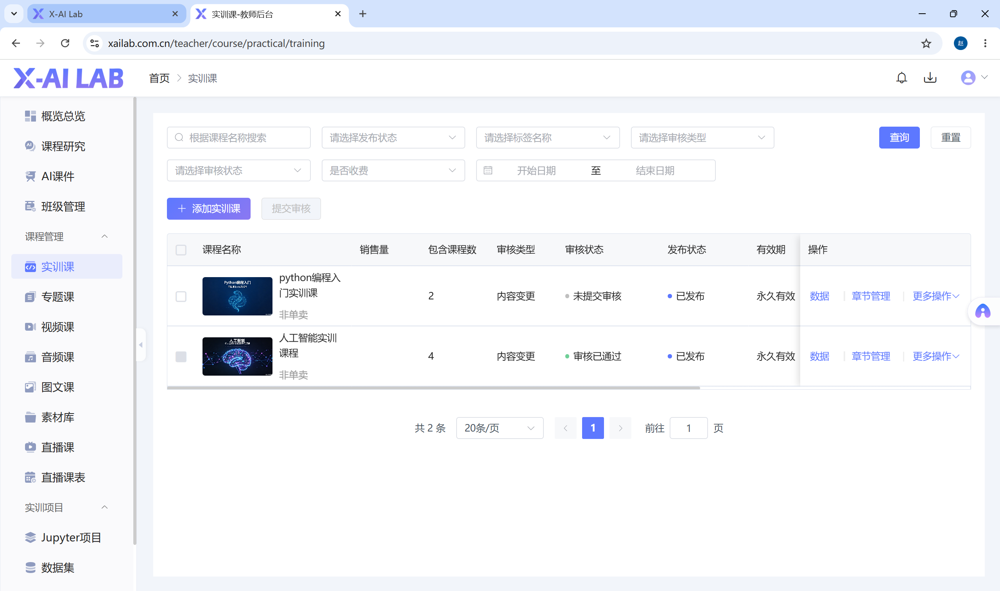 X-AI Lab
实训课-教师后台
xailab.com.cn/teacher/course/practical/training
赵
X-AI LAB
首页 > 实训课
概览总览
课程研究
AI课件
班级管理
课程管理
实训课
专题课
视频课
音频课
图文课
素材库
直播课
直播课表
实训项目
Jupyter项目
数据集
根据课程名称搜索 请选择发布状态 请选择标签名称 请选择审核类型 查询 重置
请选择审核状态 是否收费 开始日期 至 结束日期
+ 添加实训课 提交审核
课程名称 销售量 包含课程数 审核类型 审核状态 发布状态 有效期 操作
Python编程入门
python编程入
门实训课
非单卖
2 内容变更 未提交审核 已发布 永久有效 数据 章节管理 更多操作
人工智能
人工智能实训
课程
非单卖
4 内容变更 审核已通过 已发布 永久有效 数据 章节管理 更多操作
共 2 条 20条/页 1 前往 1 页